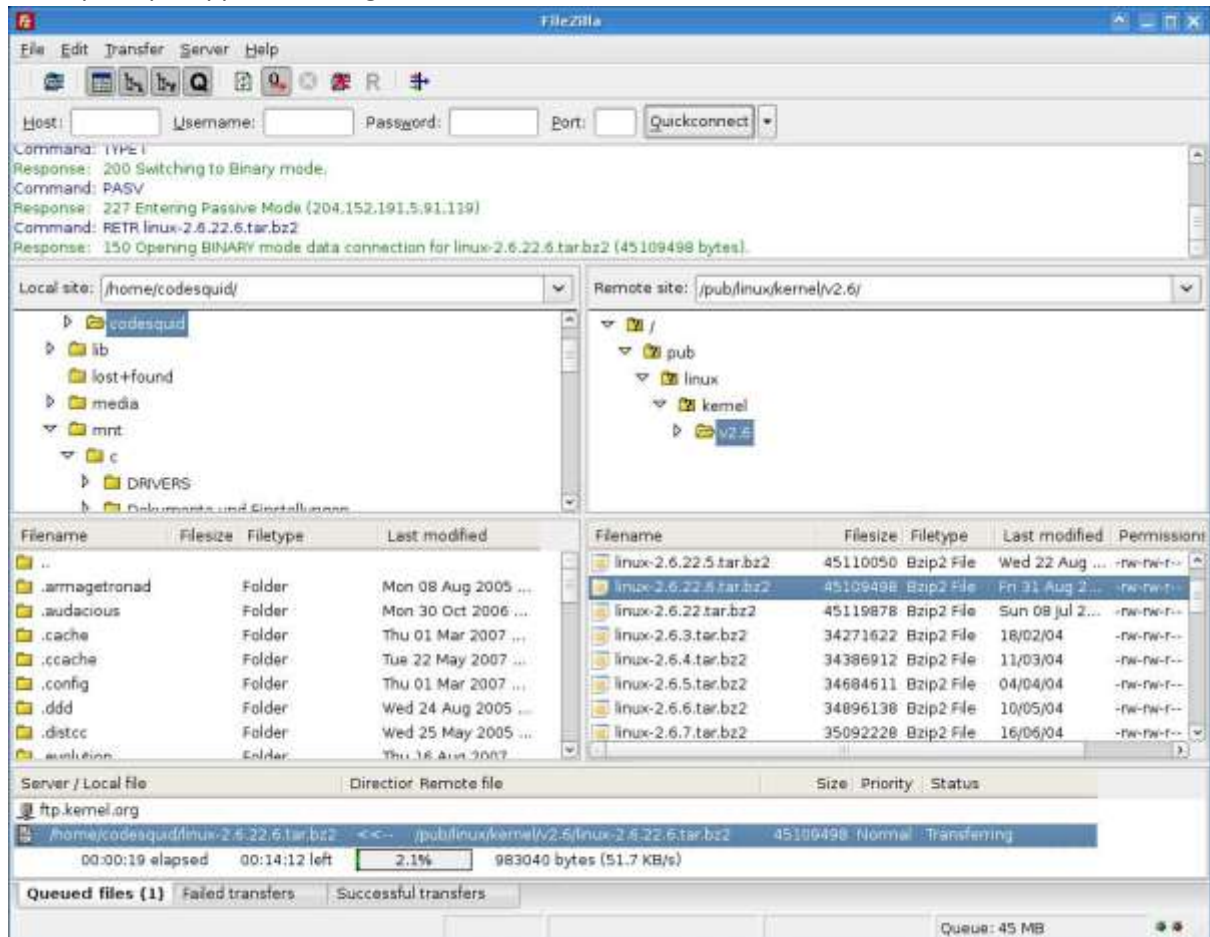 FileZilla
File Edit Transfer Server Help
Q R
Host: Username: Password: Port: Quickconnect
Command: TYPE I
Response: 200 Switching to Binary mode.
Command: PASV
Response: 227 Entering Passive Mode (204,152,191,5,91,119)
Command: RETR linux-2.6.22.6.tar.bz2
Response: 150 Opening BINARY mode data connection for linux-2.6.22.6.tar.bz2 (45109498 bytes).
Local site: /home/codesquid/
codesquid
lib
lost+found
media
mnt
c
DRIVERS
Dokumente und Einstellungen
Remote site: /pub/linux/kernel/v2.6/
/
pub
linux
kernel
v2.6
Filename Filesize Filetype Last modified
..
.armagetronad Folder Mon 08 Aug 2005 ...
.audacious Folder Mon 30 Oct 2006 ...
.cache Folder Thu 01 Mar 2007 ...
.ccache Folder Tue 22 May 2007 ...
.config Folder Thu 01 Mar 2007 ...
.ddd Folder Wed 24 Aug 2005 ...
.distcc Folder Wed 25 May 2005 ...
.evolution Folder Thu 16 Aug 2007
Filename Filesize Filetype Last modified Permissions
linux-2.6.22.5.tar.bz2 45110050 Bzip2 File Wed 22 Aug ... -rw-rw-r--
linux-2.6.22.6.tar.bz2 45109498 Bzip2 File Fri 31 Aug 2... -rw-rw-r--
linux-2.6.22.tar.bz2 45119878 Bzip2 File Sun 08 Jul 2... -rw-rw-r--
linux-2.6.3.tar.bz2 34271622 Bzip2 File 18/02/04 -rw-rw-r--
linux-2.6.4.tar.bz2 34386912 Bzip2 File 11/03/04 -rw-rw-r--
linux-2.6.5.tar.bz2 34684611 Bzip2 File 04/04/04 -rw-rw-r--
linux-2.6.6.tar.bz2 34896138 Bzip2 File 10/05/04 -rw-rw-r--
linux-2.6.7.tar.bz2 35092228 Bzip2 File 16/06/04 -rw-rw-r--
Server / Local file Direction Remote file Size Priority Status
ftp.kernel.org
/home/codesquid/linux-2.6.22.6.tar.bz2 <<-- /pub/linux/kernel/v2.6/linux-2.6.22.6.tar.bz2 45109498 Normal Transferring
00:00:19 elapsed 00:14:12 left 2.1% 983040 bytes (51.7 KB/s)
Queued files (1) Failed transfers Successful transfers
Queue: 45 MB